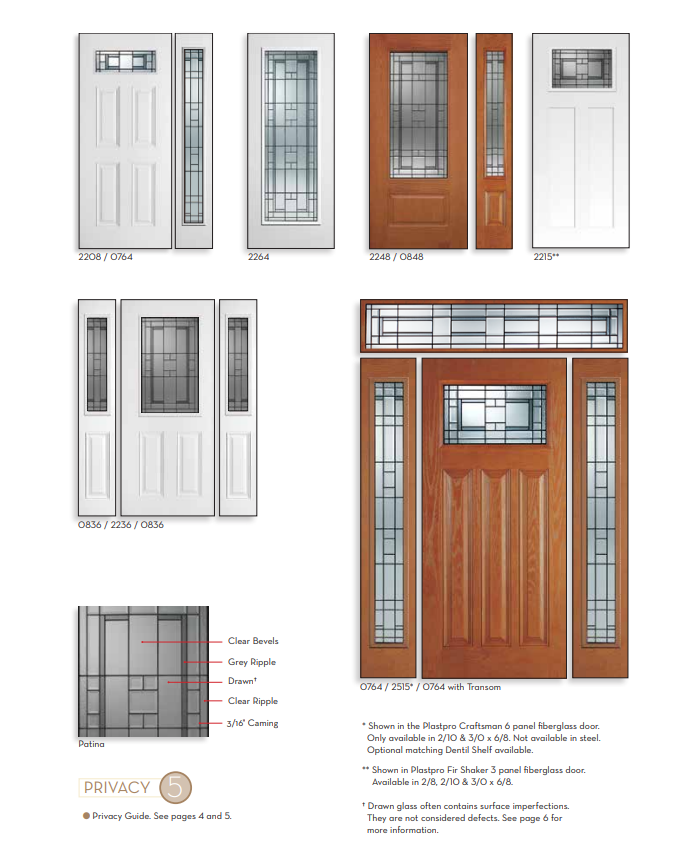 2208 / 0764
2264
2248 / 0848
2215**
0836 / 2236 / 0836
0764 / 2515* / 0764 with Transom
Clear Bevels
Grey Ripple
Drawn†
Clear Ripple
3/16" Caming
Patina
PRIVACY 5
Privacy Guide. See pages 4 and 5.
* Shown in the Plastpro Craftsman 6 panel fiberglass door.
Only available in 2/10 & 3/0 x 6/8. Not available in steel.
Optional matching Dentil Shelf available.
** Shown in Plastpro Fir Shaker 3 panel fiberglass door.
Available in 2/8, 2/10 & 3/0 x 6/8.
† Drawn glass often contains surface imperfections.
They are not considered defects. See page 6 for
more information.